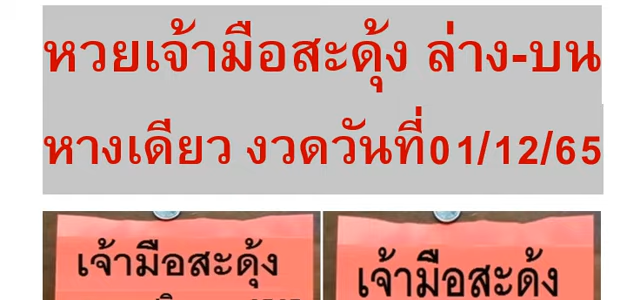 หวยเจ้ามือสะดุ้ง ล่าง-บน
หางเดียว งวดวันที่01/12/65
เจ้ามือสะดุ้ง
เจ้ามือสะดุ้ง